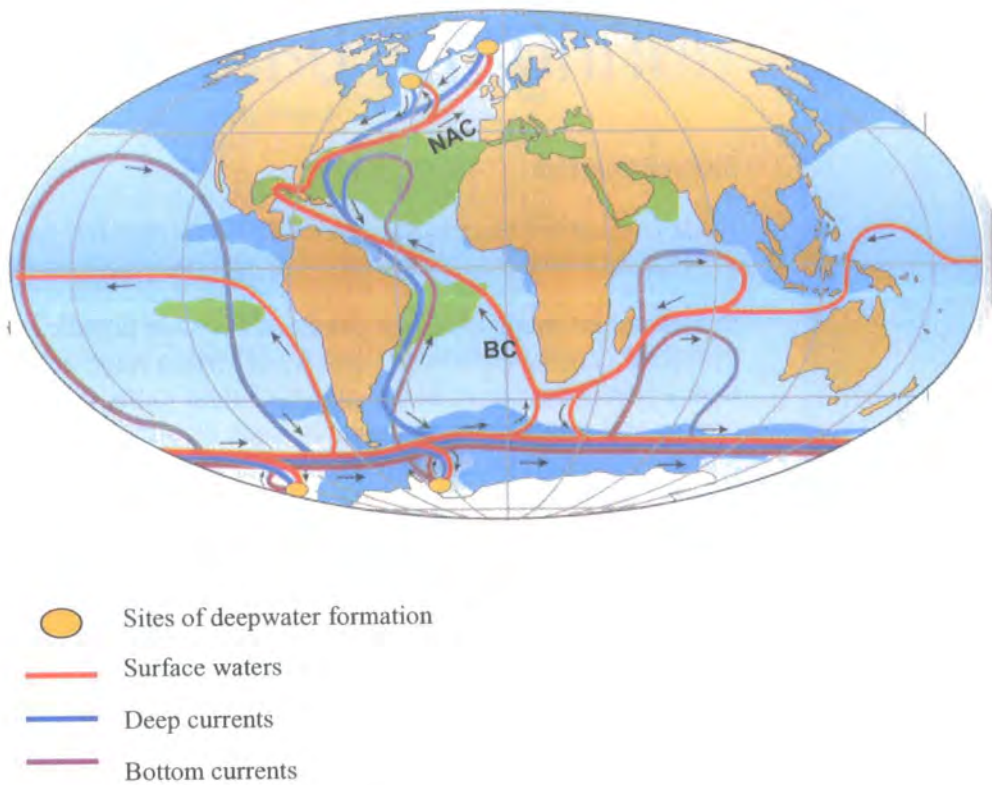 NAC
BC
Sites of deepwater formation
Surface waters
Deep currents
Bottom currents